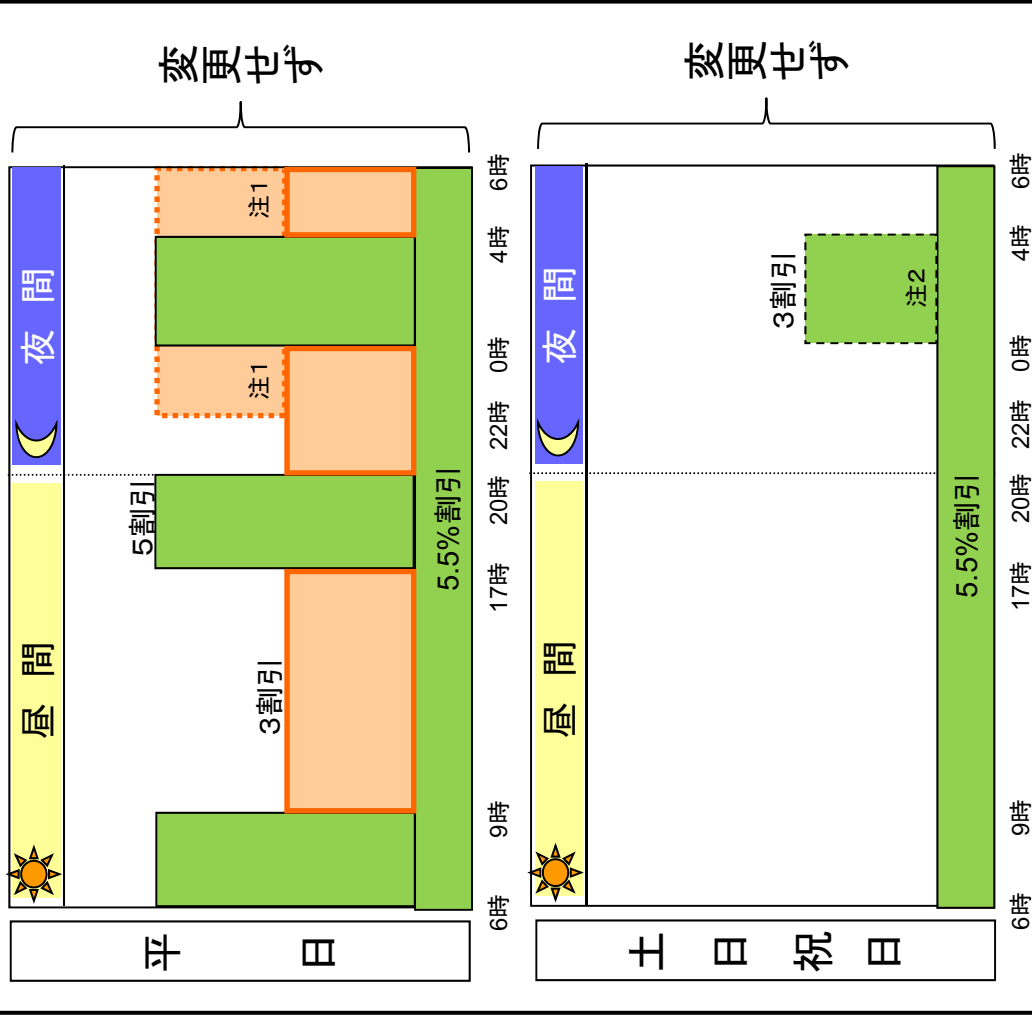 平日
昼間
夜間
5割引
3割引
注1
注1
5.5%割引
6時
9時
17時
20時
22時
0時
4時
6時
変更せず
土日祝日
昼間
夜間
3割引
注2
5.5%割引
6時
9時
17時
20時
22時
0時
4時
6時
変更せず